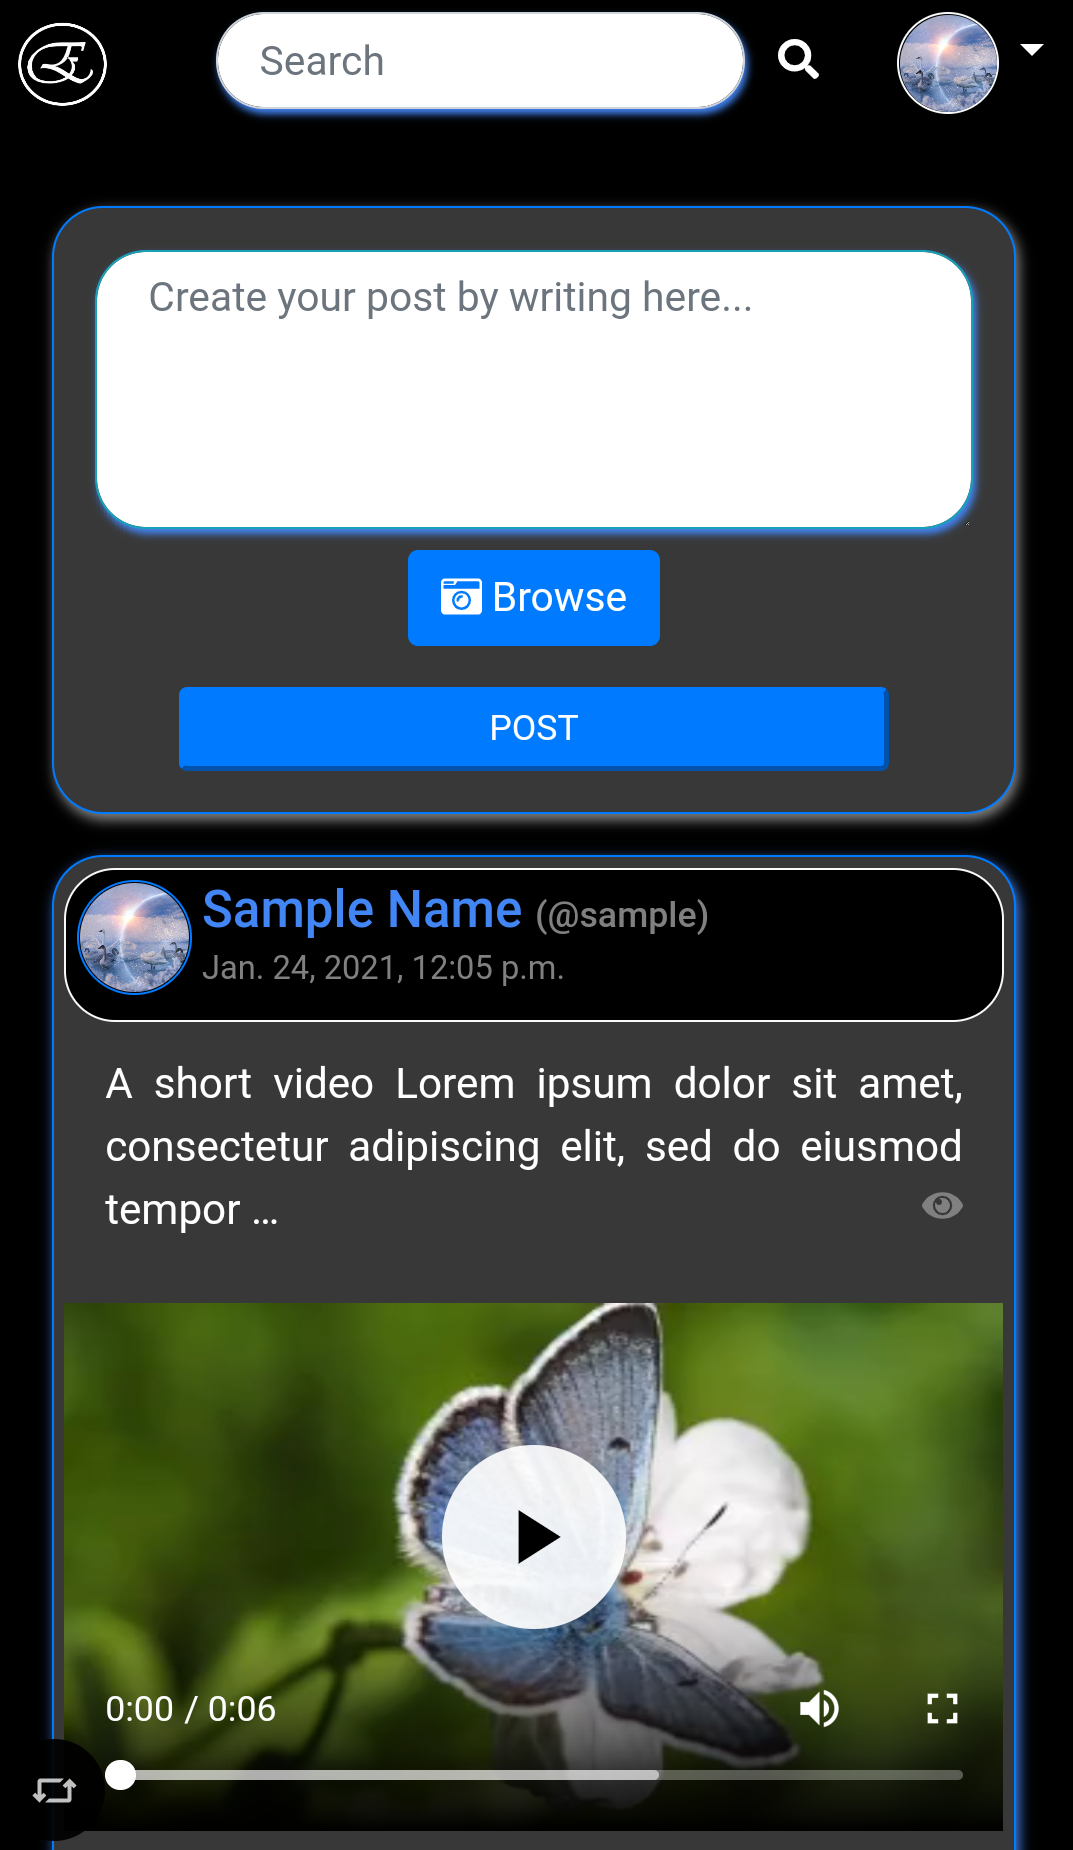 Search
Create your post by writing here...
Browse
POST
Sample Name (@sample)
Jan. 24, 2021, 12:05 p.m.
A short video Lorem ipsum dolor sit amet,
consectetur adipiscing elit, sed do eiusmod
tempor ...
0:00 / 0:06